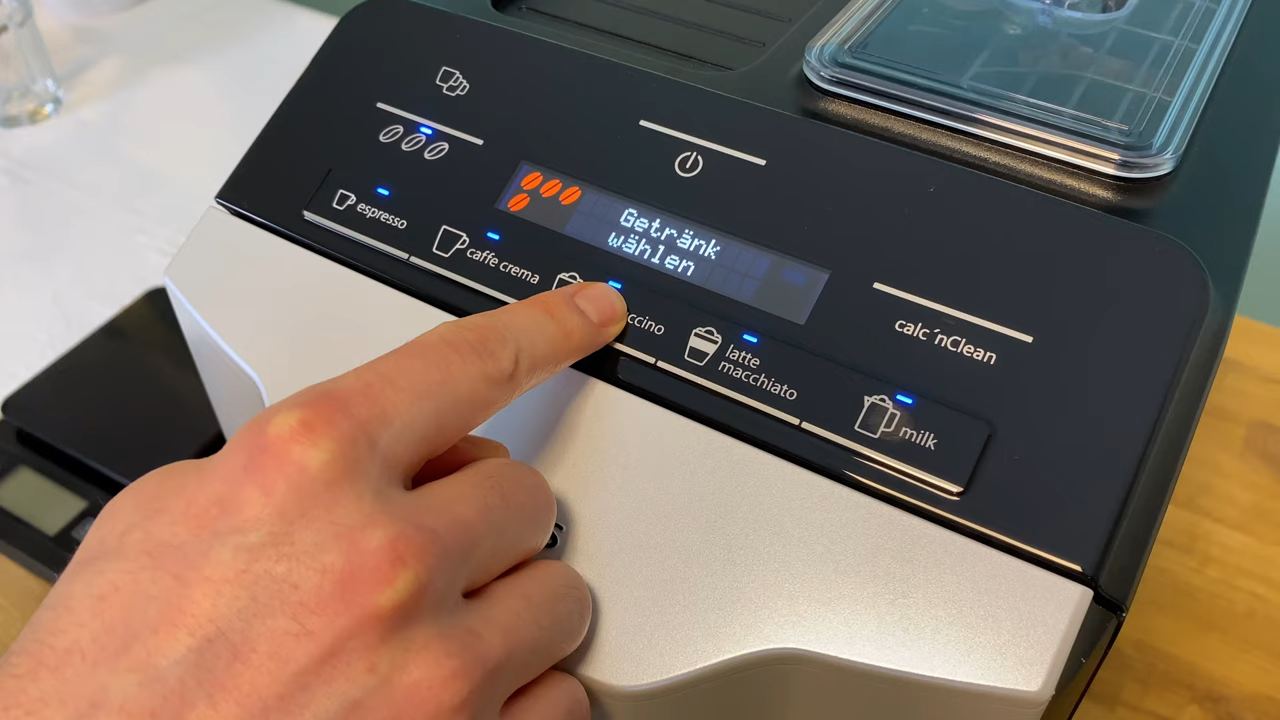 espresso
caffe crema
ccino
latte
macchiato
milk
Getränk
wählen
calc´nClean